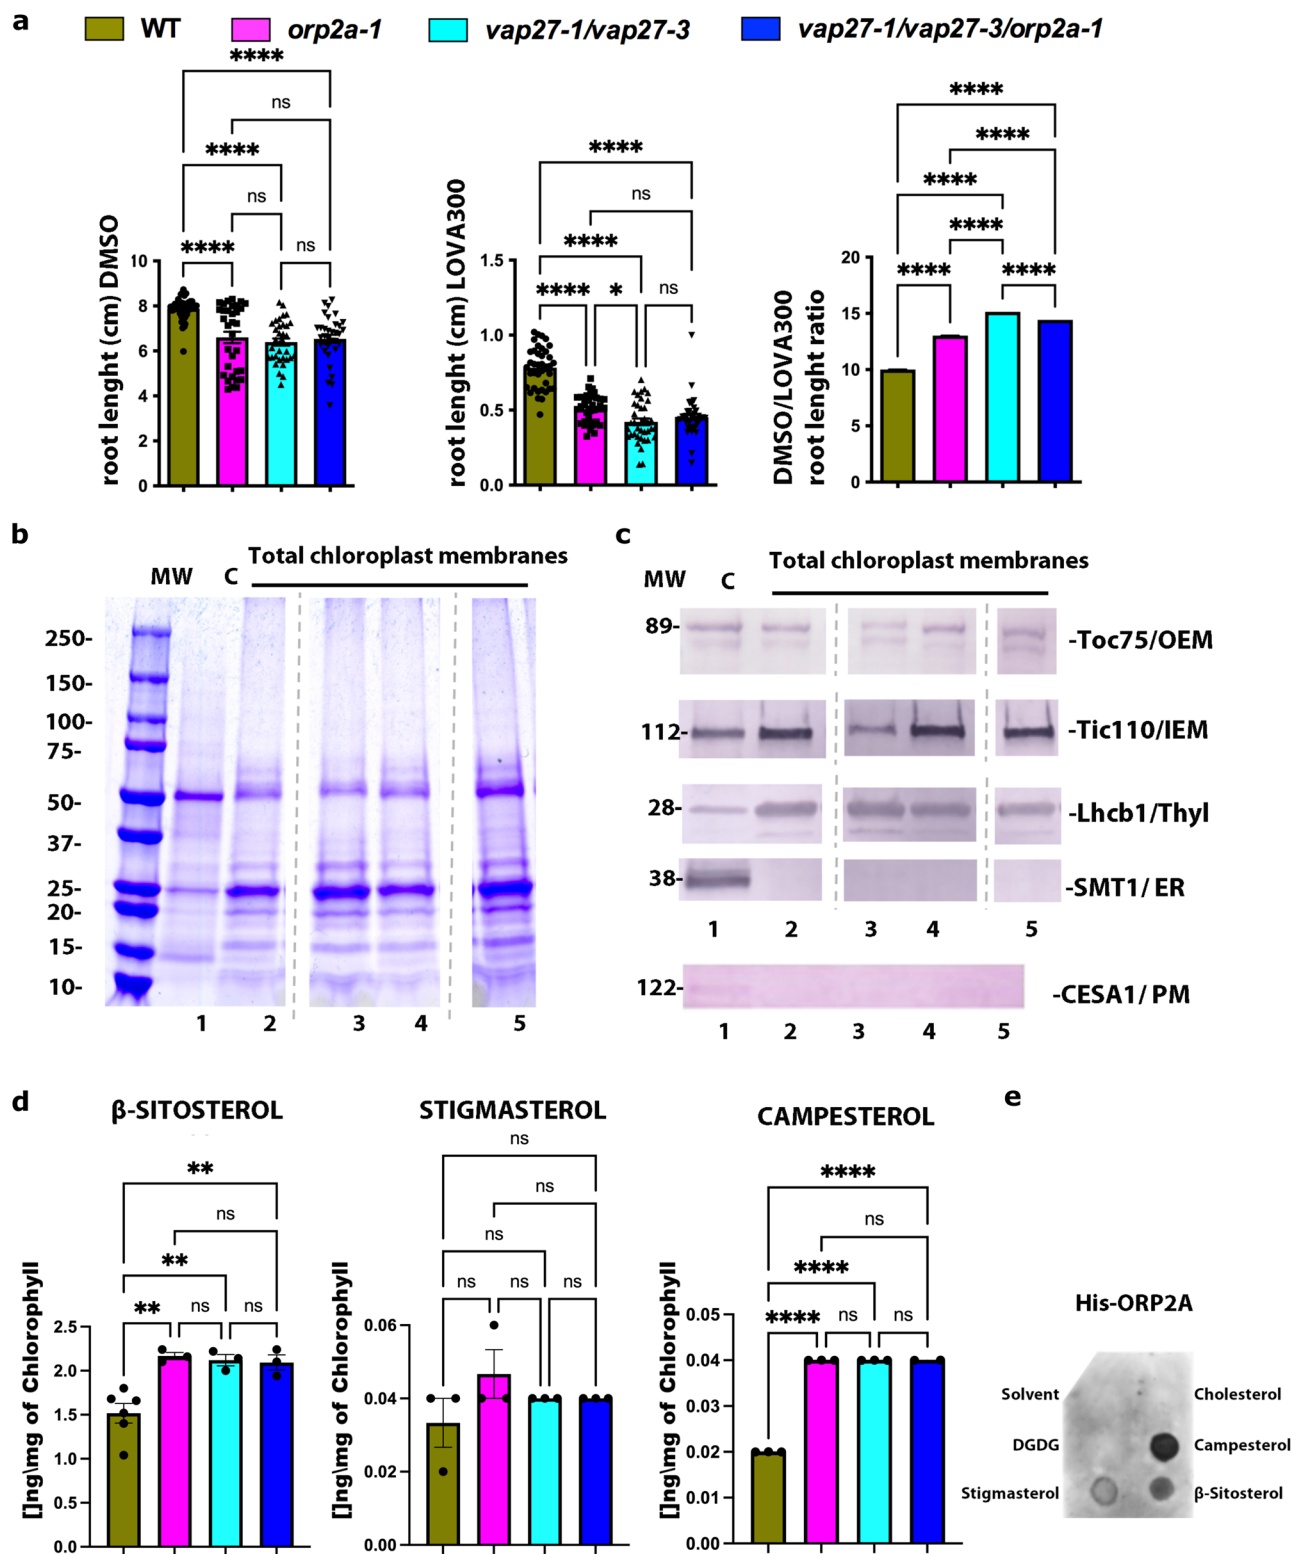 a
WT
orp2a-1
vap27-1/vap27-3
vap27-1/vap27-3/orp2a-1
****
ns
****
ns
****
ns
root lenght (cm) DMSO
10
8
6
4
2
0
****
ns
****
****
*
ns
root lenght (cm) LOVA300
1.5
1.0
0.5
0.0
****
****
****
****
****
****
DMSO/LOVA300
root lenght ratio
20
15
10
5
0
b
Total chloroplast membranes
MW
C
250-
150-
100-
75-
50-
37-
25-
20-
15-
10-
1 2 3 4 5
c
Total chloroplast membranes
MW
C
89-
-Toc75/OEM
112-
-Tic110/IEM
28-
-Lhcb1/Thyl
38-
-SMT1/ ER
1 2 3 4 5
122-
-CESA1/ PM
1 2 3 4 5
d
β-SITOSTEROL
**
ns
**
**
ns
ns
[]ng\mg of Chlorophyll
2.5
2.0
1.5
1.0
0.5
0.0
STIGMASTEROL
ns
ns
ns
ns
ns
ns
[]ng\mg of Chlorophyll
0.06
0.04
0.02
0.00
CAMPESTEROL
****
ns
****
****
ns
ns
[]ng\mg of Chlorophyll
0.05
0.04
0.03
0.02
0.01
0.00
e
His-ORP2A
Solvent
Cholesterol
DGDG
Campesterol
Stigmasterol
β-Sitosterol